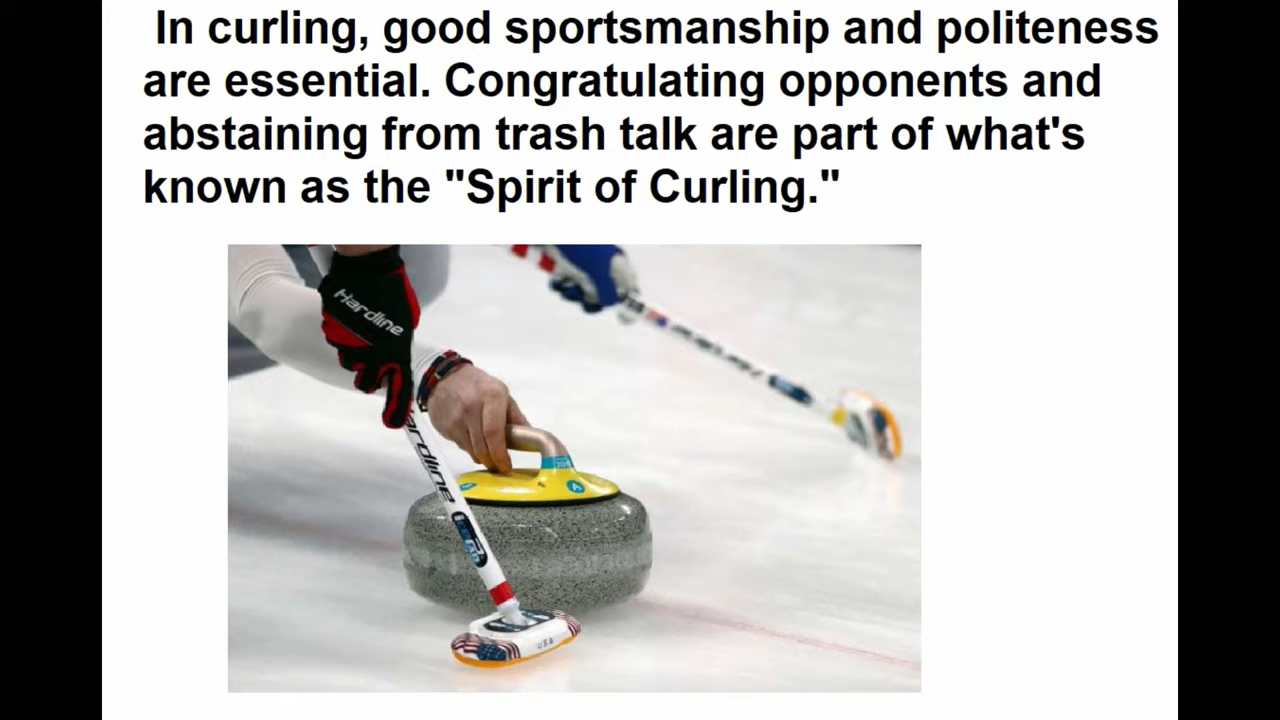 In curling, good sportsmanship and politeness
are essential. Congratulating opponents and
abstaining from trash talk are part of what's
known as the "Spirit of Curling."
Hardline
ardline
A
USA